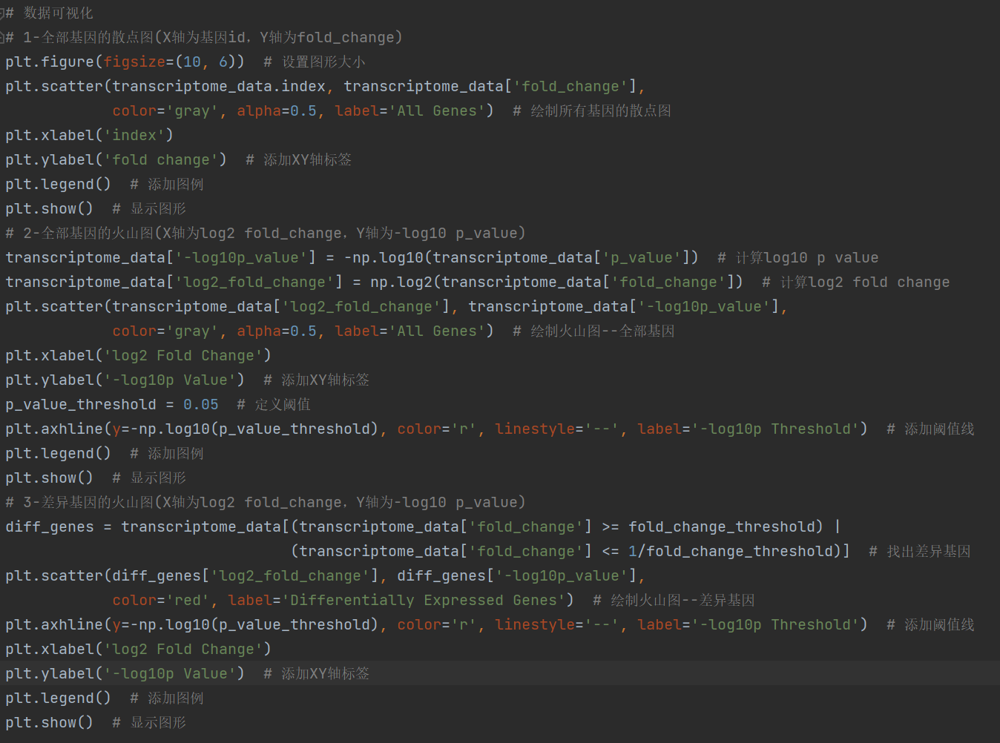 # 数据可视化
# 1-全部基因的散点图(X轴为基因id，Y轴为fold_change)
plt.figure(figsize=(10, 6))  # 设置图形大小
plt.scatter(transcriptome_data.index, transcriptome_data['fold_change'],
            color='gray', alpha=0.5, label='All Genes')  # 绘制所有基因的散点图
plt.xlabel('index')
plt.ylabel('fold change')  # 添加XY轴标签
plt.legend()  # 添加图例
plt.show()  # 显示图形
# 2-全部基因的火山图(X轴为log2 fold_change，Y轴为-log10 p_value)
transcriptome_data['-log10p_value'] = -np.log10(transcriptome_data['p_value'])  # 计算log10 p value
transcriptome_data['log2_fold_change'] = np.log2(transcriptome_data['fold_change'])  # 计算log2 fold change
plt.scatter(transcriptome_data['log2_fold_change'], transcriptome_data['-log10p_value'],
            color='gray', alpha=0.5, label='All Genes')  # 绘制火山图--全部基因
plt.xlabel('log2 Fold Change')
plt.ylabel('-log10p Value')  # 添加XY轴标签
p_value_threshold = 0.05  # 定义阈值
plt.axhline(y=-np.log10(p_value_threshold), color='r', linestyle='--', label='-log10p Threshold')  # 添加阈值线
plt.legend()  # 添加图例
plt.show()  # 显示图形
# 3-差异基因的火山图(X轴为log2 fold_change，Y轴为-log10 p_value)
diff_genes = transcriptome_data[(transcriptome_data['fold_change'] >= fold_change_threshold) |
                                (transcriptome_data['fold_change'] <= 1/fold_change_threshold)]  # 找出差异基因
plt.scatter(diff_genes['log2_fold_change'], diff_genes['-log10p_value'],
            color='red', label='Differentially Expressed Genes')  # 绘制火山图--差异基因
plt.axhline(y=-np.log10(p_value_threshold), color='r', linestyle='--', label='-log10p Threshold')  # 添加阈值线
plt.xlabel('log2 Fold Change')
plt.ylabel('-log10p Value')  # 添加XY轴标签
plt.legend()  # 添加图例
plt.show()  # 显示图形